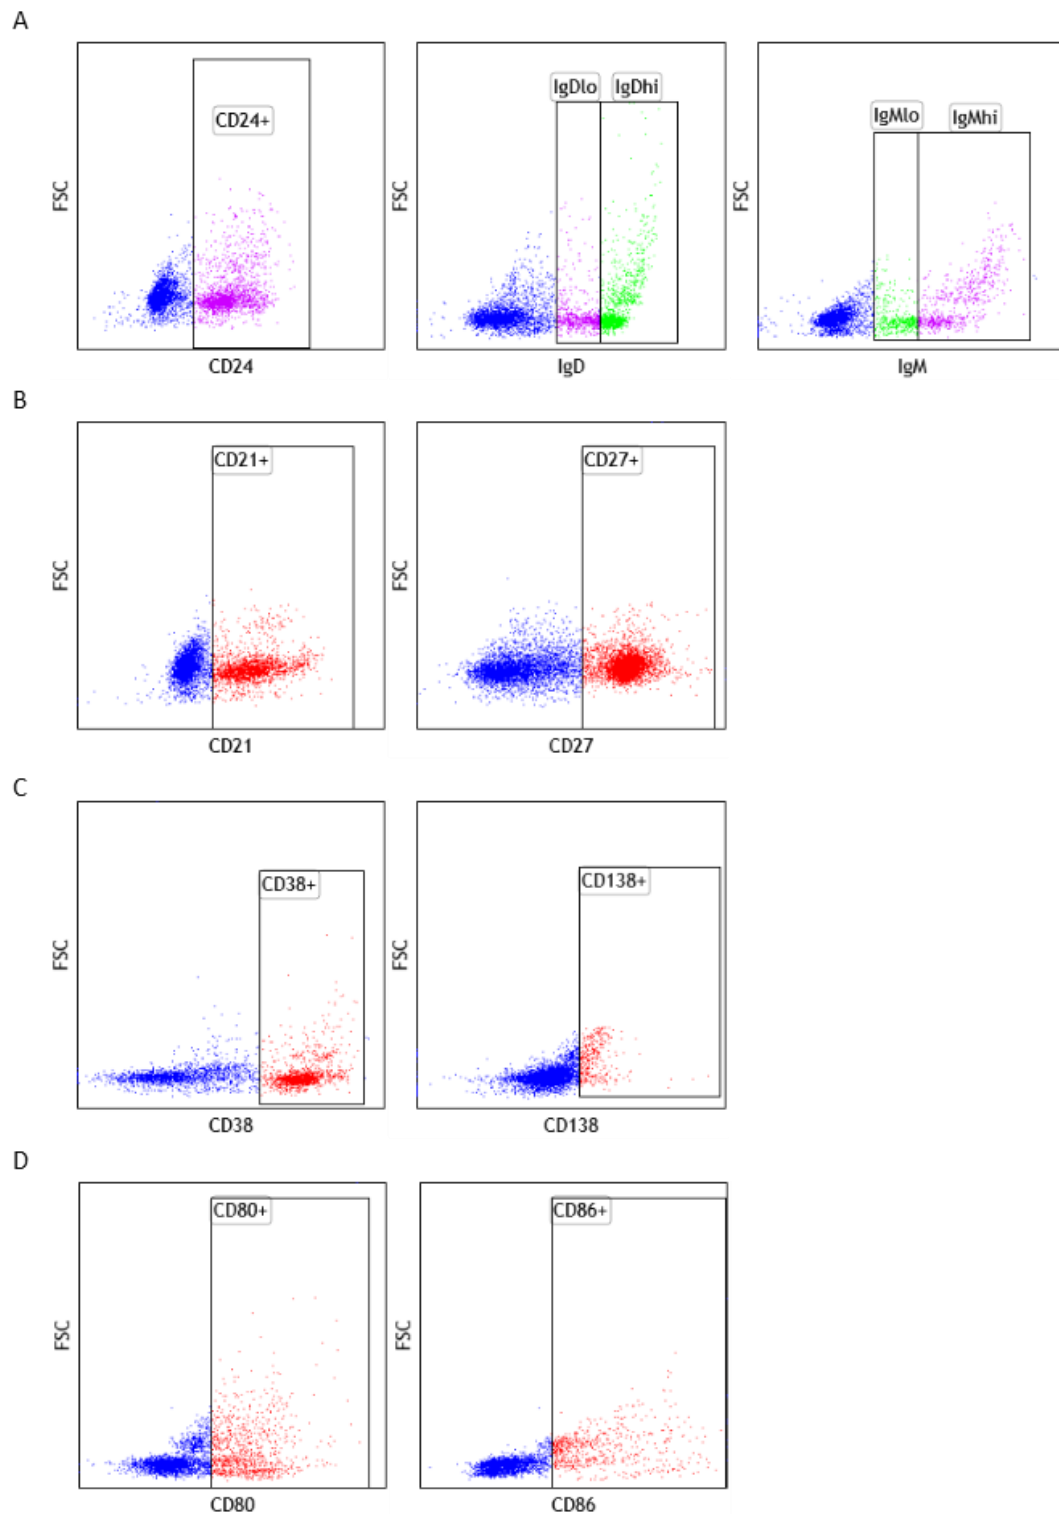 A
IgDlo IgDhi
CD24+
IgMlo IgMhi
FSC FSC FSC
CD24 IgD IgM
B
CD21+ CD27+
FSC FSC
CD21 CD27
C
CD38+ CD138+
FSC FSC
CD38 CD138
D
CD80+ CD86+
FSC FSC
CD80 CD86